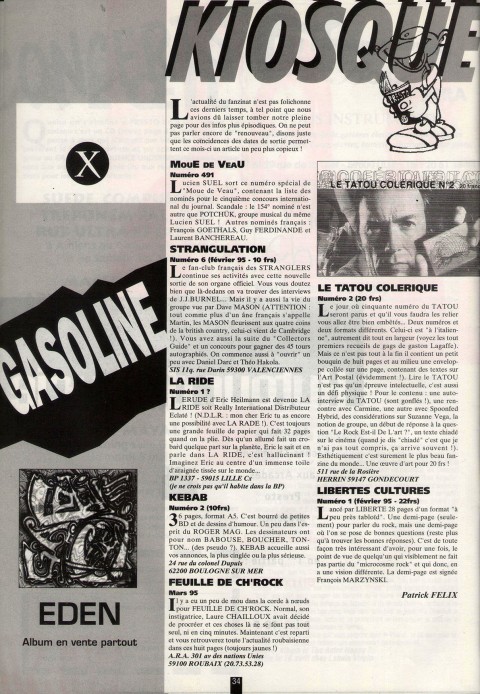 KIOSQUE
L'actualité du fanzinat n'est pas folichonne
ces derniers temps, à tel point que nous
avions dû laisser tomber notre pleine
page pour des infos plus épisodiques. On ne peut
pas parler encore de "renouveau", disons juste
que les coïncidences des dates de sortie permet-
tent ce mois-ci un article un peu plus copieux !
MouE de VeaU
Numéro 491
Lucien SUEL sort ce numéro spécial de
"Moue de Veau", contenant la liste des
nominés pour le cinquième concours internatio-
nal du journal. Scandale : le 154° nominé n'est
autre que POTCHUK, groupe musical du même
Lucien SUEL ! Autres nominés français :
François GOETHALS, Guy FERDINANDE et
Laurent BANCHEREAU.
STRANGULATION
Numéro 6 (février 95 - 10 frs)
Le fan-club français des STRANGLERS
continue ses activités avec cette nouvelle
sortie de son organe officiel. Vous vous doutez
bien que là-dedans on va trouver des interviews
de J.J.BURNEL... Mais il y a aussi la vie du
groupe vue par Dave MASON (ATTENTION :
tout comme plus d'un âne français s'appelle
Martin, les MASON fleurissent aux quatre coins
de la british country, celui-ci vient de Cambridge
!). Vous avez aussi la suite du "Collectors
Guide" et un concours pour gagner des 45 tours
autographiés. On commence aussi à "ouvrir" un
peu avec Daniel Darc et Théo Hakola.
SIS 11q. rue Durin 59300 VALENCIENNES
LA RIDE
Numéro 1 ?
LERUDE d'Eric Heilmann est devenue LA
RIDE soit Really International Distributeur
Ecluté ! (N.D.L.R. : mon cher Eric tu as encore
une possibilité avec LA RADE !). C'est toujours
une grande feuille de papier qui fait 32 pages
quand on la plie. Dès qu'un allumé fait un cro-
bard quelque part sur la planète, Eric le sait et en
parle dans LA RIDE, c'est hallucinant !
Imaginez Eric au centre d'un immense toile
d'araignée tissée sur le monde...
BP 1337 - 59015 LILLE Cx
(je ne crois pas qu'il habite dans la BP)
KEBAB
Numéro 2 (10frs)
36 pages, format A5. C'est bourré de petites
BD et de dessins d'humour. Un peu dans l'es-
prit du ROGER MAG. Les dessinateurs ont
pour nom BABOUSE, BOUCHER, TON-
TON... (des pseudo ?). KEBAB accueille aussi
vos annonces, la plus cinglée ou la plus sérieuse.
24 rue du colonel Dupuis
62200 BOULOGNE SUR MER
FEUILLE DE CH'ROCK
Mars 95
Il y a eu un peu de mou dans la corde à nœuds
pour FEUILLE DE CH'ROCK. Normal, son
instigatrice, Laure CHAILLOUX avait décidé
de procréer et ces choses là ne se font pas tout
seul, ni en cinq minutes. Maintenant c'est reparti
et vous retrouverez toute l'actualité roubaisienne
dans ces huit pages (toujours jaunes !)
A.R.A. 301 av des nations Unies
59100 ROUBAIX (20.73.53.28)
LE TATOU COLERIQUE N°2 20 francs
LE TATOU COLERIQUE
Numéro 2 (20 frs)
Le jour où cinquante numéro du TATOU
seront parus et qu'il vous faudra les relier
vous allez être bien embêtés... Deux numéros et
deux formats différents. Celui-ci est "à l'italien-
ne", autrement dit tout en largeur (voyez les tout
premiers recueils de gags de gaston Lagaffe).
Mais ce n'est pas tout à la fin il contient un petit
bouquin de huit pages et au milieu une envelop-
pe collée sur une page, contenant des textes sur
l'Art Postal (évidemment !). Lire le TATOU
n'est pas qu'un épreuve intelectuelle, c'est aussi
un défi physique ! Pour le contenu : une auto-
interview du TATOU (sont gonflés !), une ren-
contre avec Carmine, une autre avec Spoonfed
Hybrid, des considérations sur Suzanne Vega, la
notion de groupe, un début de réponse à la ques-
tion "Le Rock Est-il De L'art ?", un texte chiadé
sur le cinéma (quand je dis "chiadé" c'est que je
n'ai pas tout compris, ça arrive souvent !).
Esthétiquement c'est surement le plus beau fan-
zine du monde... Une œuvre d'art pour 20 frs !
511 rue de la Rosière
HERRIN 59147 GONDECOURT
LIBERTES CULTURES
Numéro 1 (février 95 - 22frs)
Lancé par LIBERTE 28 pages d'un format "à
peu près tabloïd". Une demi-page (seule-
ment) pour parler du rock, mais une demi-page
où l'on se pose de bonnes questions (reste plus
qu'à trouver les bonnes réponses). C'est de toute
façon très intéressant d'avoir, pour une fois, le
point de vue de quelqu'un qui visiblement ne fait
pas partie du "microcosme rock" et qui donc, en
a une vision différente. La demi-page est signée
François MARZYNSKI.
Patrick FELIX
X
GASOLINE
EDEN
Album en vente partout
34